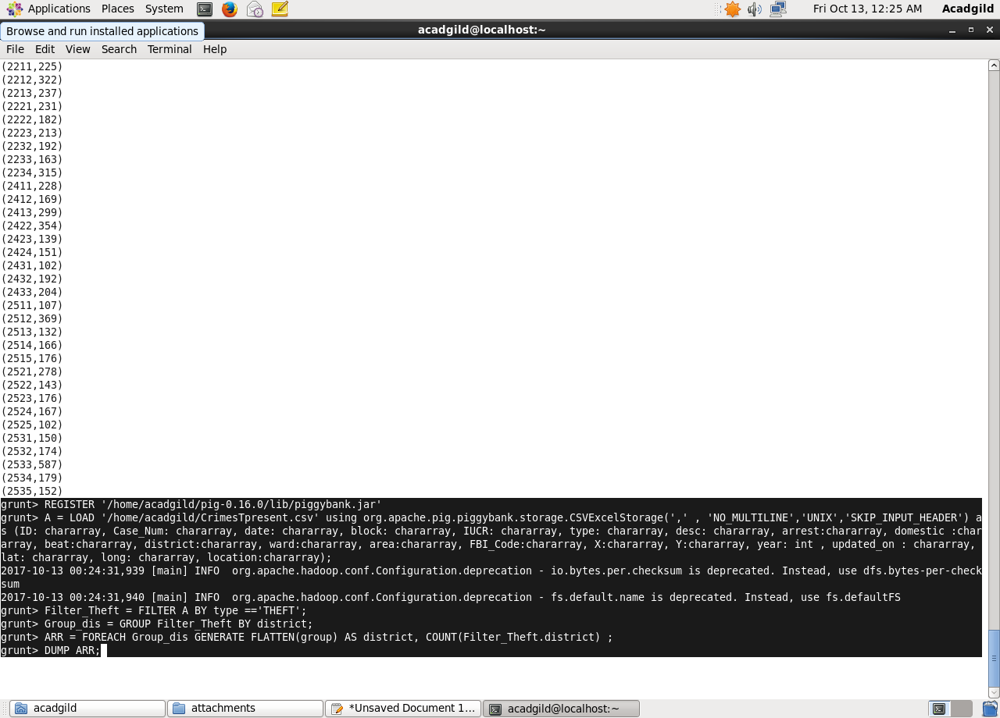 Applications Places System Fri Oct 13, 12:25 AM Acadgild
Browse and run installed applications
acadgild@localhost:~
File Edit View Search Terminal Help
(2211,225)
(2212,322)
(2213,237)
(2221,231)
(2222,182)
(2223,213)
(2232,192)
(2233,163)
(2234,315)
(2411,228)
(2412,169)
(2413,299)
(2422,354)
(2423,139)
(2424,151)
(2431,102)
(2432,192)
(2433,204)
(2511,107)
(2512,369)
(2513,132)
(2514,166)
(2515,176)
(2521,278)
(2522,143)
(2523,176)
(2524,167)
(2525,102)
(2531,150)
(2532,174)
(2533,587)
(2534,179)
(2535,152)
grunt> REGISTER '/home/acadgild/pig-0.16.0/lib/piggybank.jar'
grunt> A = LOAD '/home/acadgild/CrimesTpresent.csv' using org.apache.pig.piggybank.storage.CSVExcelStorage(',' , 'NO_MULTILINE','UNIX','SKIP_INPUT_HEADER') a
s (ID: chararray, Case_Num: chararray, date: chararray, block: chararray, IUCR: chararray, type: chararray, desc: chararray, arrest:chararray, domestic :char
array, beat:chararray, district:chararray, ward:chararray, area:chararray, FBI_Code:chararray, X:chararray, Y:chararray, year: int , updated_on : chararray, 
lat: chararray, long: chararray, location:chararray);
2017-10-13 00:24:31,939 [main] INFO  org.apache.hadoop.conf.Configuration.deprecation - io.bytes.per.checksum is deprecated. Instead, use dfs.bytes-per-check
sum
2017-10-13 00:24:31,940 [main] INFO  org.apache.hadoop.conf.Configuration.deprecation - fs.default.name is deprecated. Instead, use fs.defaultFS
grunt> Filter_Theft = FILTER A BY type =='THEFT';
grunt> Group_dis = GROUP Filter_Theft BY district;
grunt> ARR = FOREACH Group_dis GENERATE FLATTEN(group) AS district, COUNT(Filter_Theft.district) ;
grunt> DUMP ARR;
acadgild attachments *Unsaved Document 1... acadgild@localhost:~